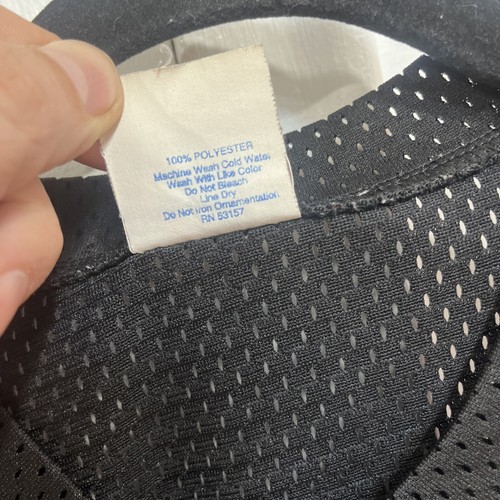 100% POLYESTER
Machine Wash Cold Water
Wash With Like Color
Do Not Bleach
Line Dry
Do Not Iron Ornamentation
RN 53157